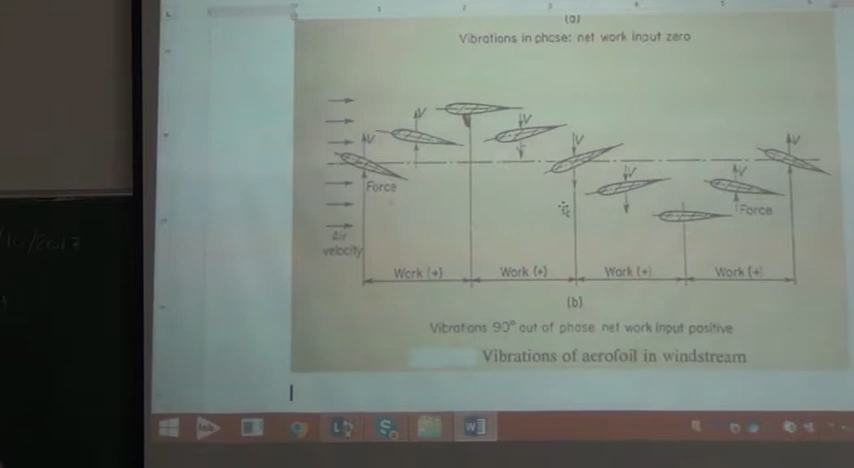 (a)
Vibrations in phase: net work input zero
V
V
V
V
V
V
V
Force
Force
Air
velocity
Work (+)
Work (+)
Work (+)
Work (+)
(b)
Vibrations 90° out of phase net work input positive
Vibrations of aerofoil in windstream